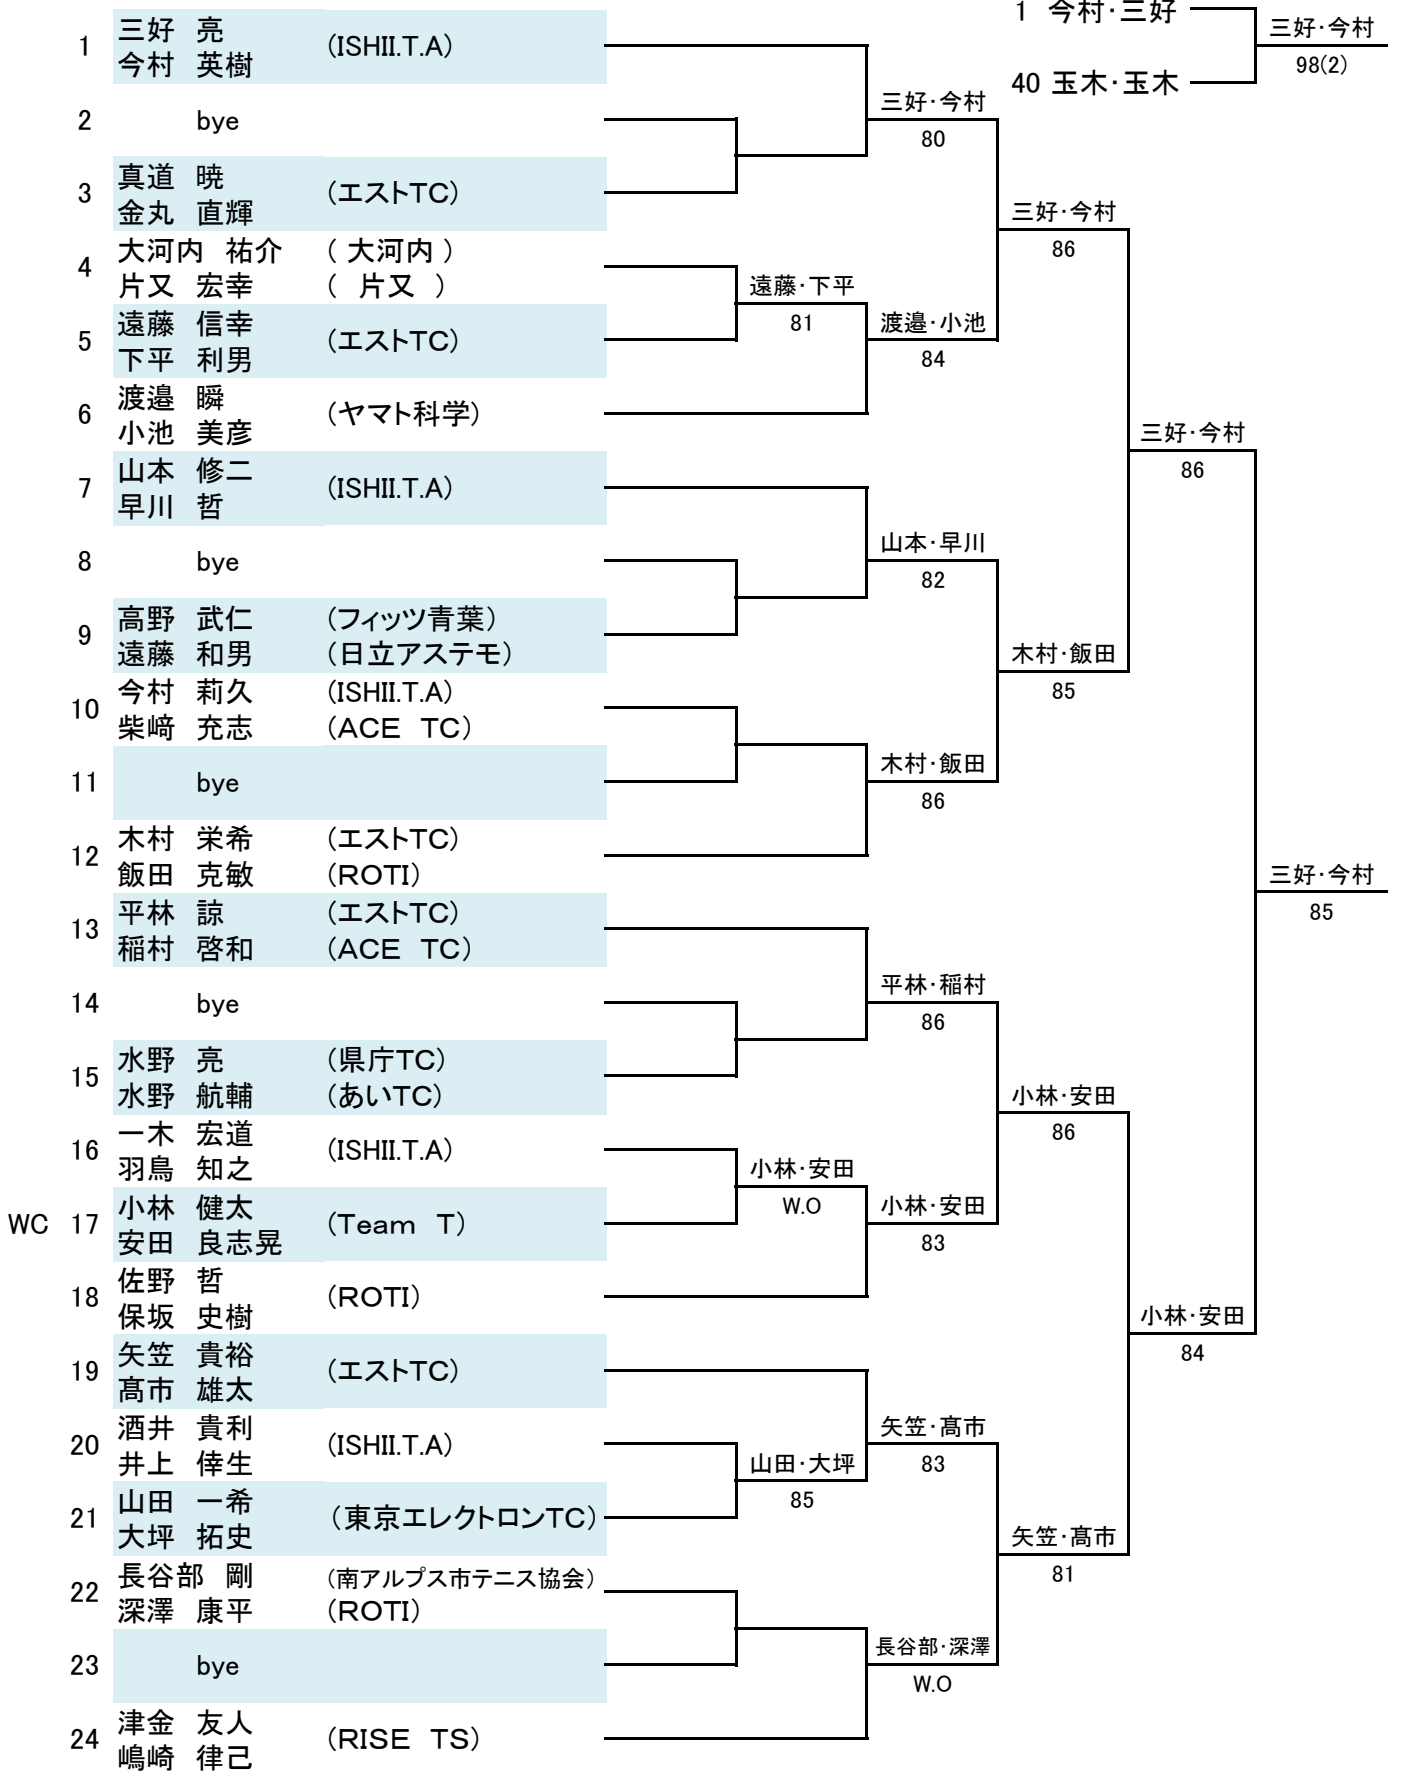 1 今村・三好
三好・今村
98(2)
40 玉木・玉木
1 三好 亮 (ISHII.T.A)
今村 英樹
三好・今村
80
2 bye
3 真道 暁 (エストTC)
金丸 直輝
三好・今村
86
4 大河内 祐介 ( 大河内 )
片又 宏幸 ( 片又 )
遠藤・下平
81
5 遠藤 信幸 (エストTC)
下平 利男
渡邉・小池
84
6 渡邉 瞬 (ヤマト科学)
小池 美彦
三好・今村
86
7 山本 修二 (ISHII.T.A)
早川 哲
山本・早川
82
8 bye
9 高野 武仁 (フィッツ青葉)
遠藤 和男 (日立アステモ)
木村・飯田
85
10 今村 莉久 (ISHII.T.A)
柴﨑 充志 (ACE TC)
11 bye
木村・飯田
86
12 木村 栄希 (エストTC)
飯田 克敏 (ROTI)
三好・今村
85
13 平林 諒 (エストTC)
稲村 啓和 (ACE TC)
平林・稲村
86
14 bye
15 水野 亮 (県庁TC)
水野 航輔 (あいTC)
小林・安田
86
16 一木 宏道 (ISHII.T.A)
羽鳥 知之
小林・安田
W.O
WC 17 小林 健太 (Team T)
安田 良志晃
小林・安田
83
18 佐野 哲 (ROTI)
保坂 史樹
小林・安田
84
19 矢笠 貴裕 (エストTC)
髙市 雄太
矢笠・髙市
83
20 酒井 貴利 (ISHII.T.A)
井上 倖生
山田・大坪
85
21 山田 一希 (東京エレクトロンTC)
大坪 拓史
矢笠・髙市
81
22 長谷部 剛 (南アルプス市テニス協会)
深澤 康平 (ROTI)
23 bye
長谷部・深澤
W.O
24 津金 友人 (RISE TS)
嶋崎 律己